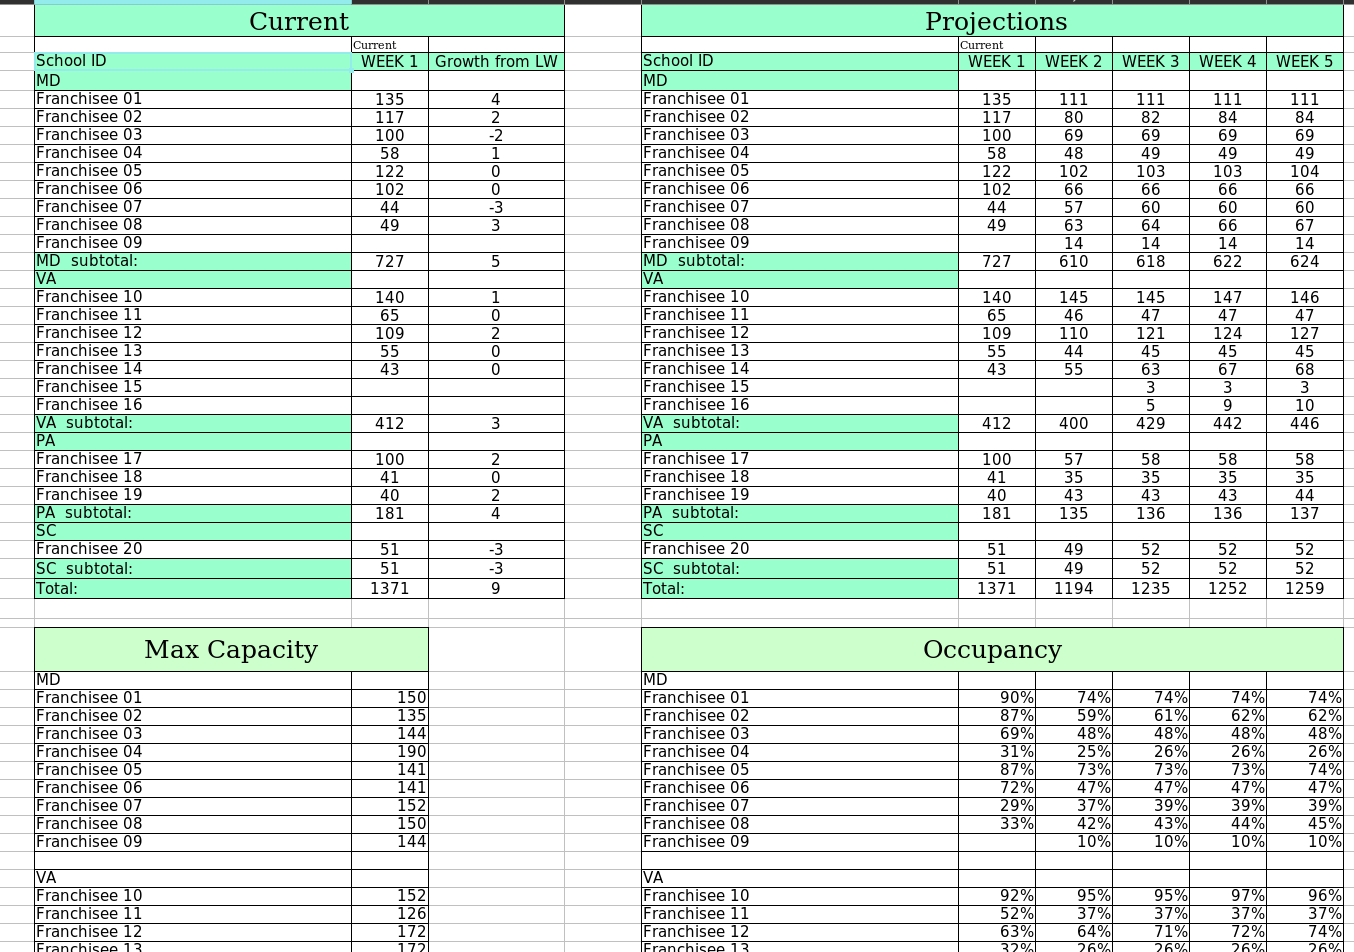 Current
Current
School ID WEEK 1 Growth from LW
MD
Franchisee 01 135 4
Franchisee 02 117 2
Franchisee 03 100 -2
Franchisee 04 58 1
Franchisee 05 122 0
Franchisee 06 102 0
Franchisee 07 44 -3
Franchisee 08 49 3
Franchisee 09
MD subtotal: 727 5
VA
Franchisee 10 140 1
Franchisee 11 65 0
Franchisee 12 109 2
Franchisee 13 55 0
Franchisee 14 43 0
Franchisee 15
Franchisee 16
VA subtotal: 412 3
PA
Franchisee 17 100 2
Franchisee 18 41 0
Franchisee 19 40 2
PA subtotal: 181 4
SC
Franchisee 20 51 -3
SC subtotal: 51 -3
Total: 1371 9
Projections
Current
School ID WEEK 1 WEEK 2 WEEK 3 WEEK 4 WEEK 5
MD
Franchisee 01 135 111 111 111 111
Franchisee 02 117 80 82 84 84
Franchisee 03 100 69 69 69 69
Franchisee 04 58 48 49 49 49
Franchisee 05 122 102 103 103 104
Franchisee 06 102 66 66 66 66
Franchisee 07 44 57 60 60 60
Franchisee 08 49 63 64 66 67
Franchisee 09 14 14 14 14
MD subtotal: 727 610 618 622 624
VA
Franchisee 10 140 145 145 147 146
Franchisee 11 65 46 47 47 47
Franchisee 12 109 110 121 124 127
Franchisee 13 55 44 45 45 45
Franchisee 14 43 55 63 67 68
Franchisee 15 3 3 3
Franchisee 16 5 9 10
VA subtotal: 412 400 429 442 446
PA
Franchisee 17 100 57 58 58 58
Franchisee 18 41 35 35 35 35
Franchisee 19 40 43 43 43 44
PA subtotal: 181 135 136 136 137
SC
Franchisee 20 51 49 52 52 52
SC subtotal: 51 49 52 52 52
Total: 1371 1194 1235 1252 1259
Max Capacity
MD
Franchisee 01 150
Franchisee 02 135
Franchisee 03 144
Franchisee 04 190
Franchisee 05 141
Franchisee 06 141
Franchisee 07 152
Franchisee 08 150
Franchisee 09 144
VA
Franchisee 10 152
Franchisee 11 126
Franchisee 12 172
Franchisee 13 172
Occupancy
MD
Franchisee 01 90% 74% 74% 74% 74%
Franchisee 02 87% 59% 61% 62% 62%
Franchisee 03 69% 48% 48% 48% 48%
Franchisee 04 31% 25% 26% 26% 26%
Franchisee 05 87% 73% 73% 73% 74%
Franchisee 06 72% 47% 47% 47% 47%
Franchisee 07 29% 37% 39% 39% 39%
Franchisee 08 33% 42% 43% 44% 45%
Franchisee 09 10% 10% 10% 10%
VA
Franchisee 10 92% 95% 95% 97% 96%
Franchisee 11 52% 37% 37% 37% 37%
Franchisee 12 63% 64% 71% 72% 74%
Franchisee 13 32% 26% 26% 26% 26%